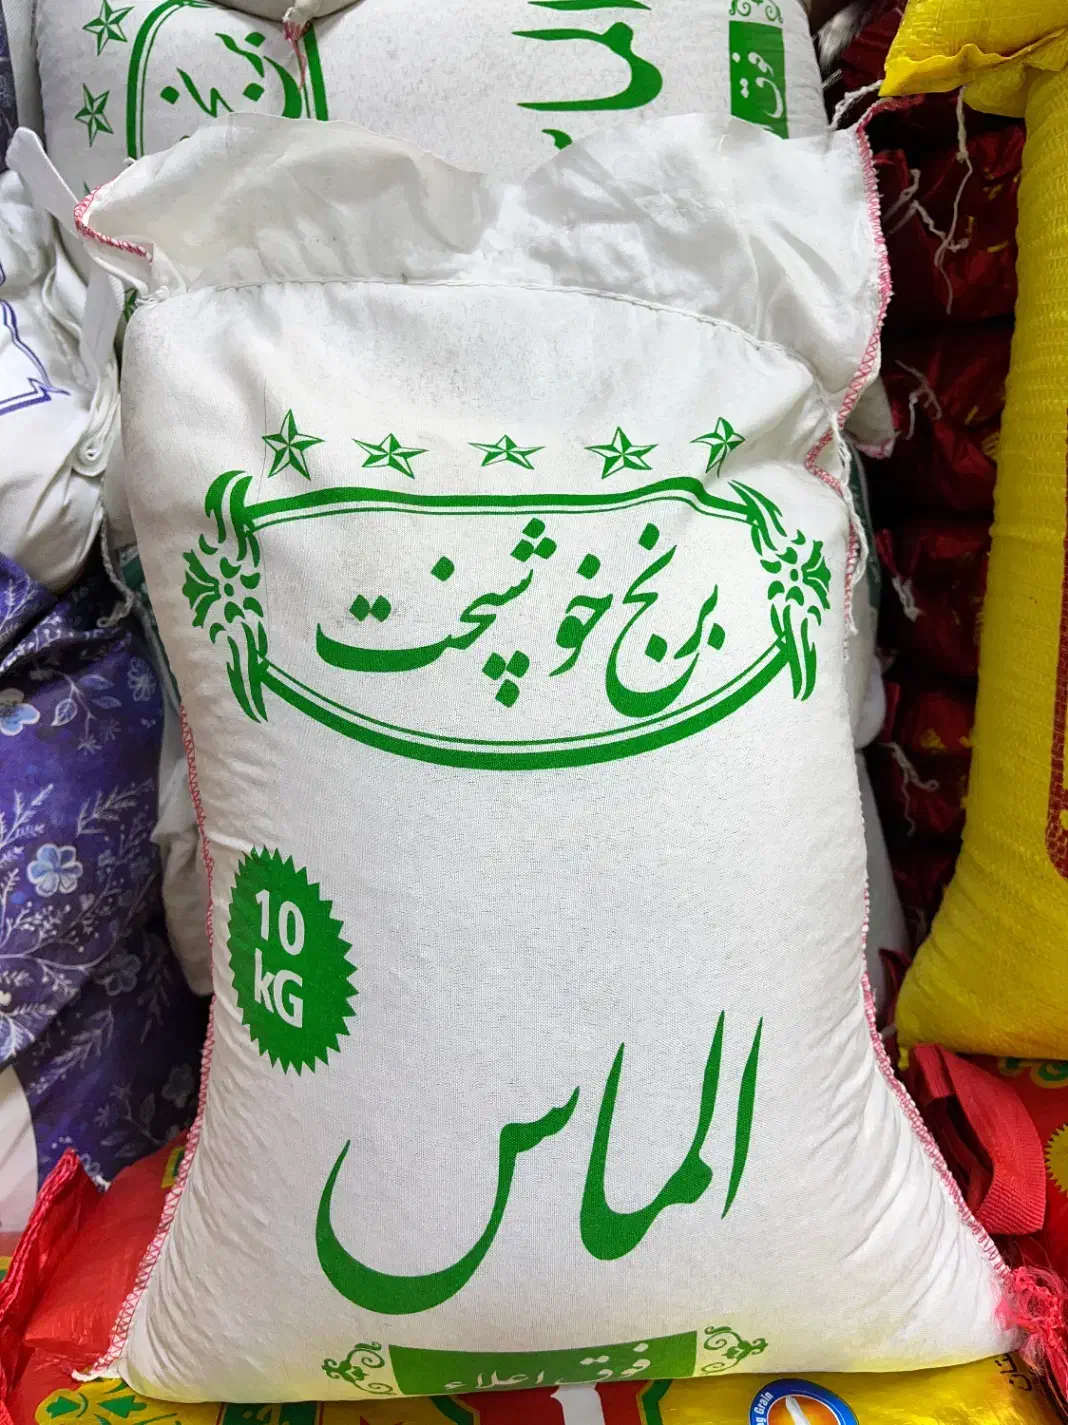 برنج خوشپخت
10
kG
الماس
فوق اعلاء